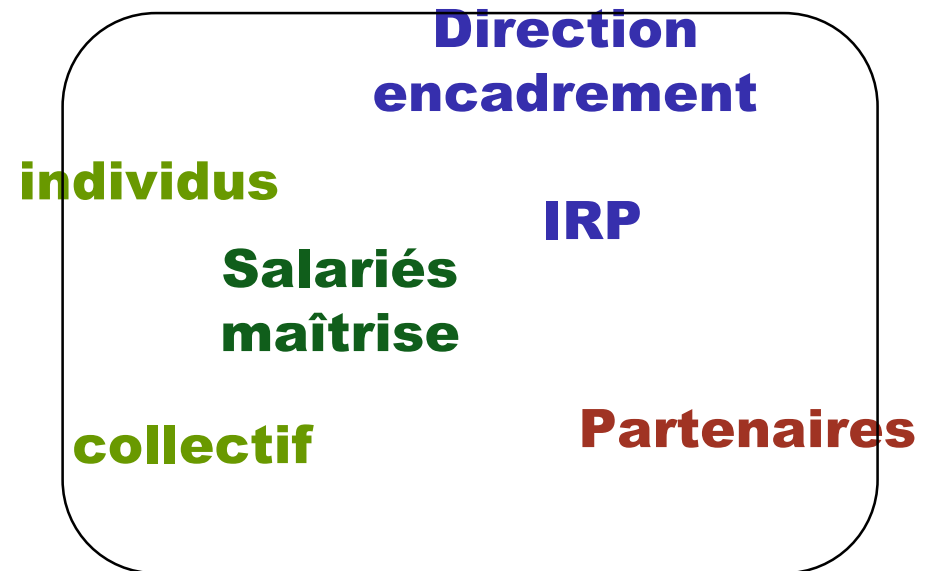 Direction
encadrement
individus
IRP
Salariés
maîtrise
Partenaires
collectif